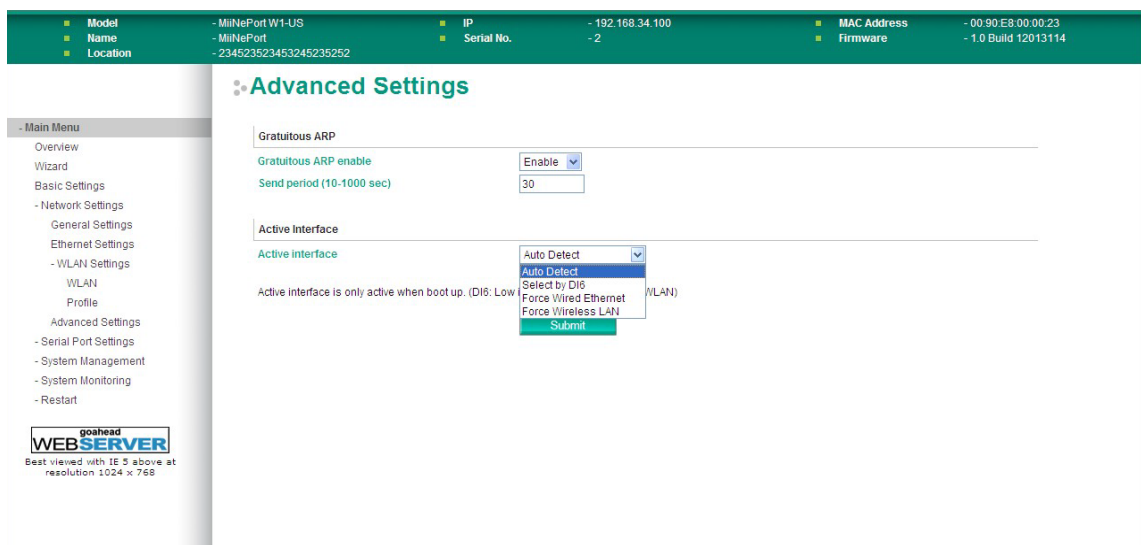 Model - MiiNePort W1-US IP - 192.168.34.100 MAC Address - 00:90:E8:00:00:23
Name - MiiNePort Serial No. - 2 Firmware - 1.0 Build 12013114
Location - 234523523453245235252
Advanced Settings
- Main Menu
Overview
Wizard
Basic Settings
- Network Settings
General Settings
Ethernet Settings
- WLAN Settings
WLAN
Profile
Advanced Settings
- Serial Port Settings
- System Management
- System Monitoring
- Restart
goahead
WEBSERVER
Best viewed with IE 5 above at
resolution 1024 x 768
Gratuitous ARP
Gratuitous ARP enable Enable
Send period (10-1000 sec) 30
Active Interface
Active interface Auto Detect
Auto Detect
Select by DI6
Force Wired Ethernet
Force Wireless LAN
Active interface is only active when boot up. (DI6: Low WLAN)
Submit